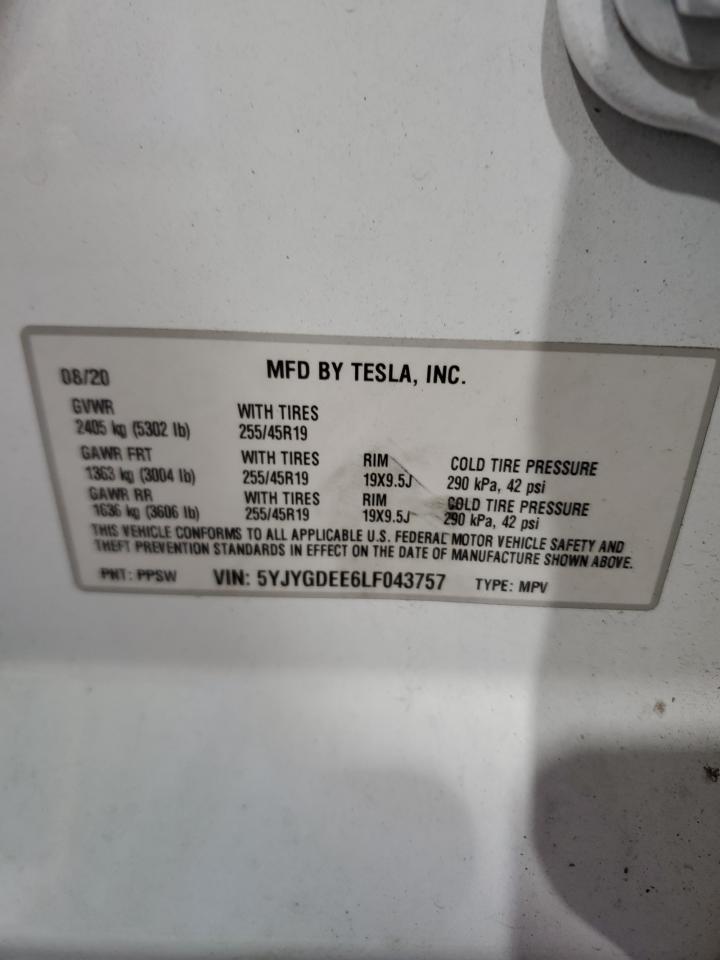 08/20 MFD BY TESLA, INC.
GVWR WITH TIRES
2405 kg (5302 lb) 255/45R19
GAWR FRT WITH TIRES RIM COLD TIRE PRESSURE
1363 kg (3004 lb) 255/45R19 19X9.5J 290 kPa, 42 psi
GAWR RR WITH TIRES RIM COLD TIRE PRESSURE
1636 kg (3606 lb) 255/45R19 19X9.5J 290 kPa, 42 psi
THIS VEHICLE CONFORMS TO ALL APPLICABLE U.S. FEDERAL MOTOR VEHICLE SAFETY AND
THEFT PREVENTION STANDARDS IN EFFECT ON THE DATE OF MANUFACTURE SHOWN ABOVE.
PNT: PPSW VIN: 5YJYGDEE6LF043757 TYPE: MPV